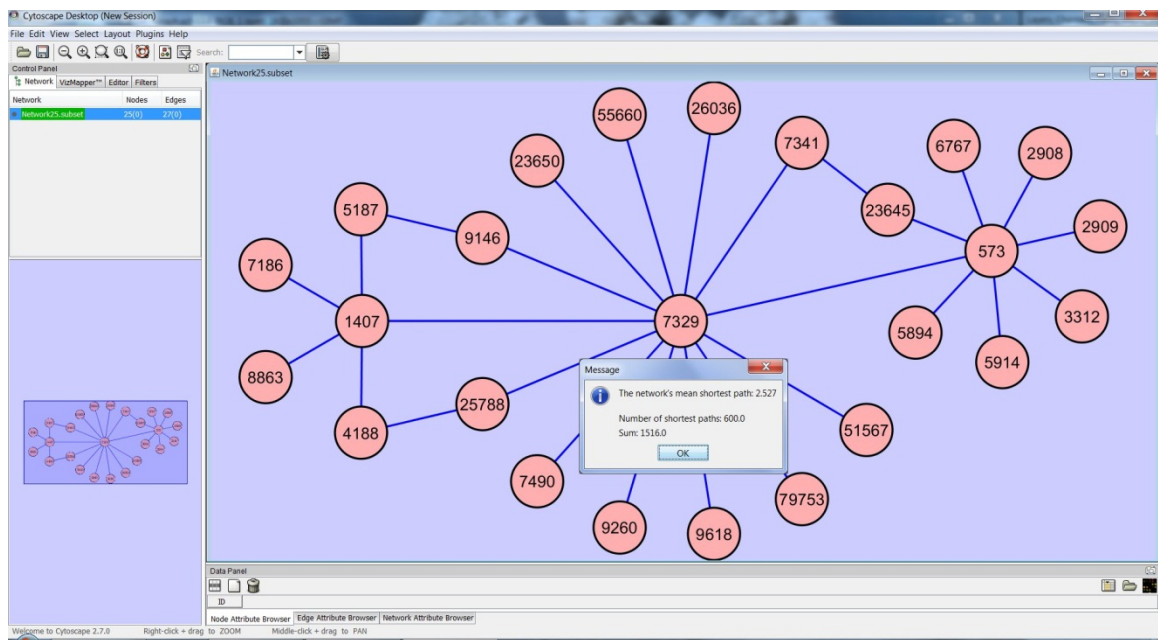 Cytoscape Desktop (New Session)
File Edit View Select Layout Plugins Help
Search:
Control Panel
Network VizMapper™ Editor Filters
Network Nodes Edges
Network25.subset 25(0) 27(0)
Network25.subset
55660
26036
7341
6767
2908
23650
5187
23645
9146
2909
573
7186
1407
7329
3312
5894
5914
8863
25788
4188
51567
7490
79753
9260
9618
Message
The network's mean shortest path: 2.527
Number of shortest paths: 600.0
Sum: 1516.0
OK
Data Panel
ID
Node Attribute Browser Edge Attribute Browser Network Attribute Browser
Welcome to Cytoscape 2.7.0 Right-click + drag to ZOOM Middle-click + drag to PAN